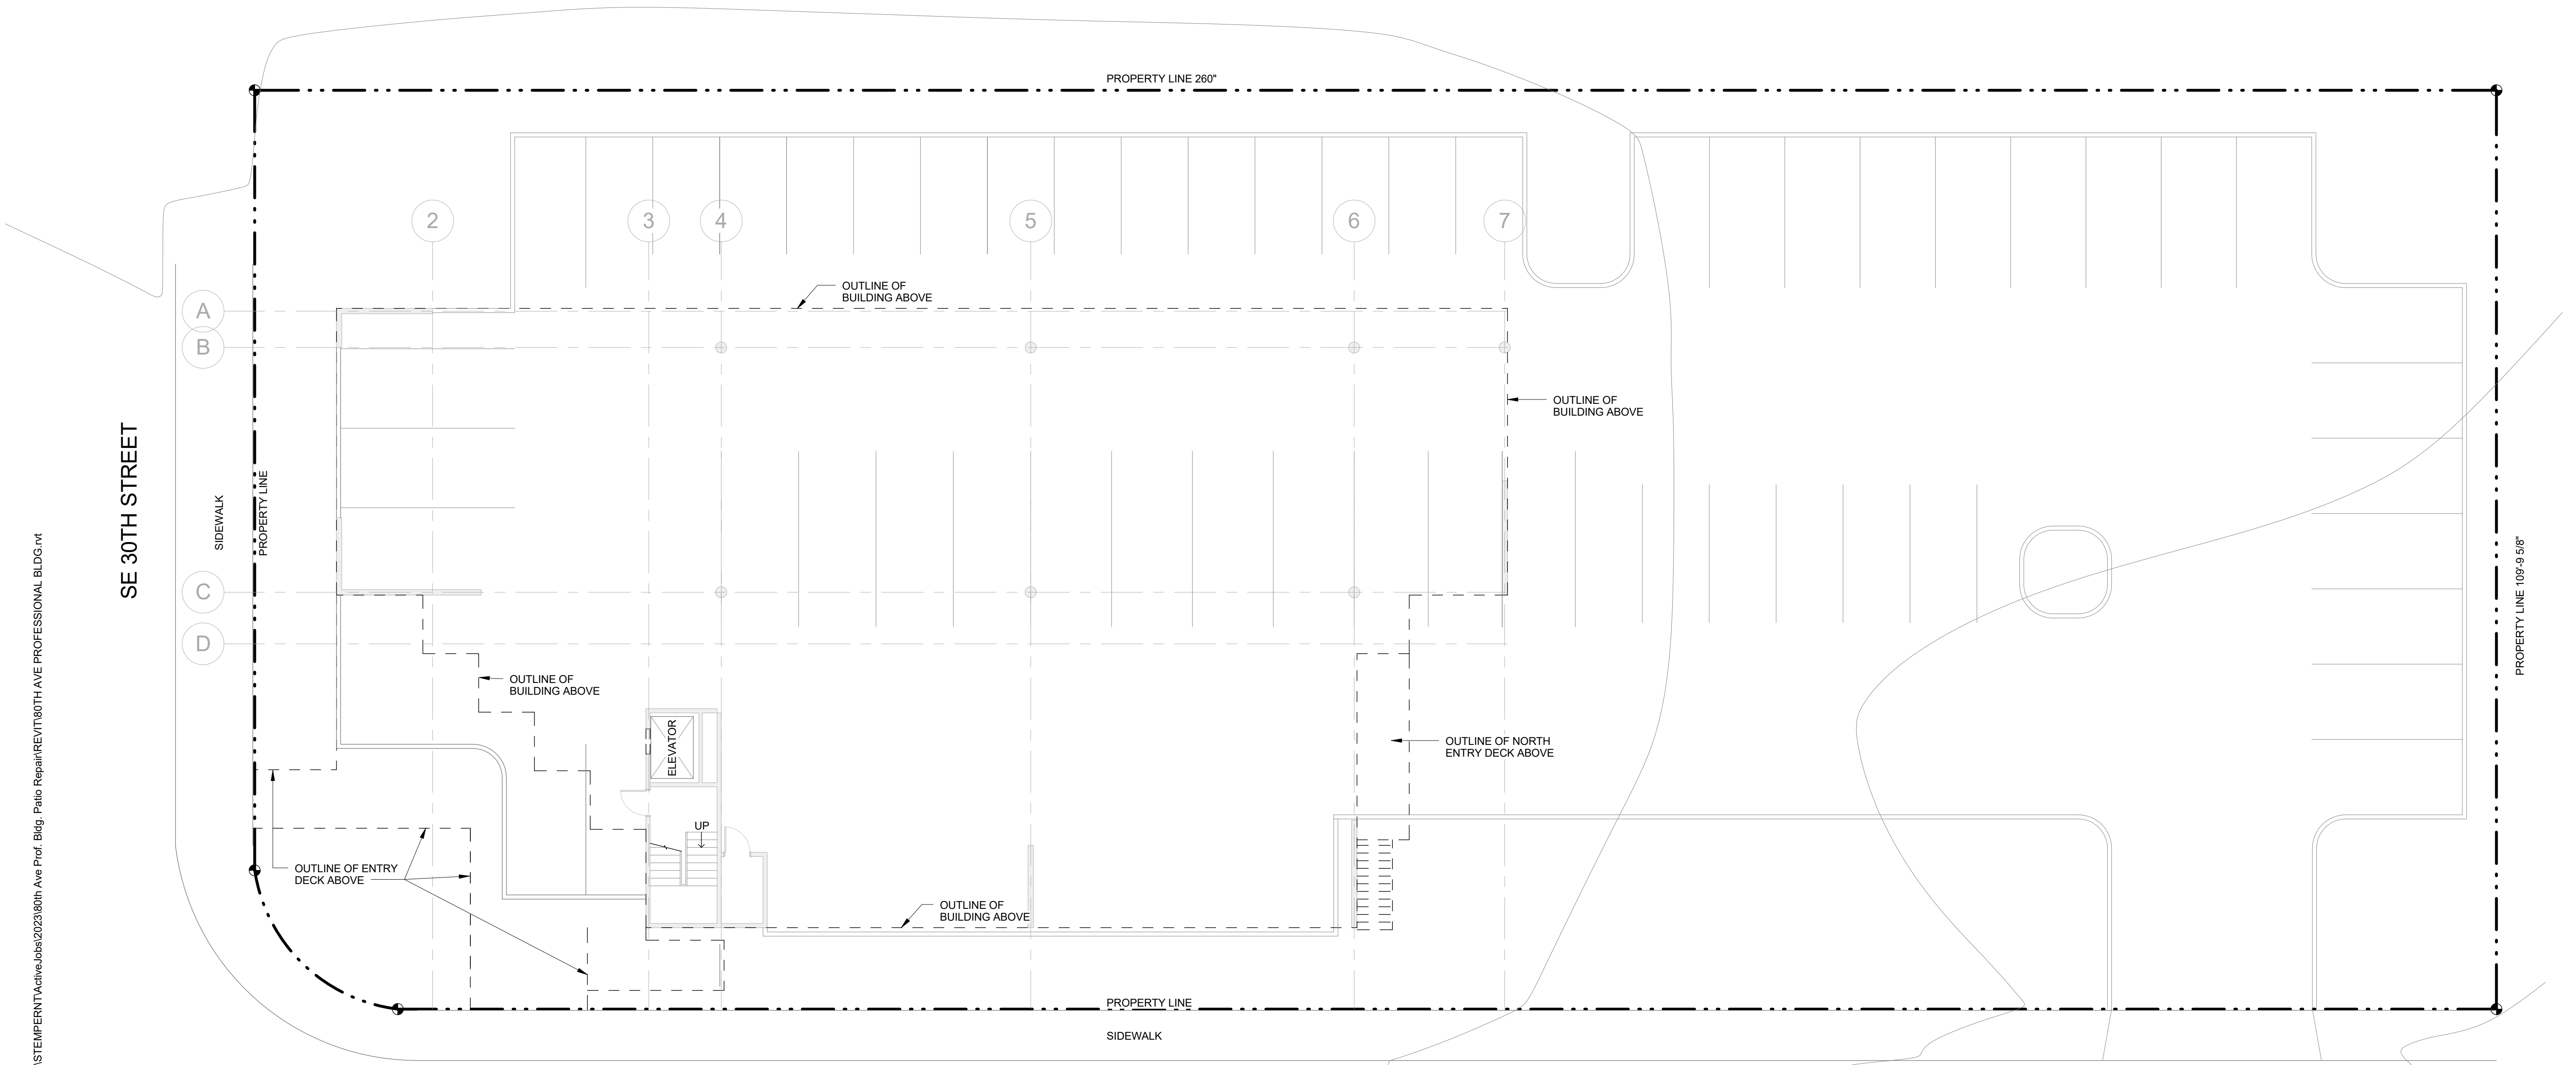 PROPERTY LINE 260"
2
3
4
5
6
7
A
B
C
D
OUTLINE OF
BUILDING ABOVE
OUTLINE OF
BUILDING ABOVE
SE 30TH STREET
SIDEWALK
PROPERTY LINE
PROPERTY LINE 109'-9 5/8"
OUTLINE OF
BUILDING ABOVE
ELEVATOR
UP
OUTLINE OF NORTH
ENTRY DECK ABOVE
OUTLINE OF ENTRY
DECK ABOVE
OUTLINE OF
BUILDING ABOVE
PROPERTY LINE
SIDEWALK
\STEMPERNT\ActiveJobs\2023\80th Ave Prof. Bldg. Patio Repair\REVIT\80TH AVE PROFESSIONAL BLDG.rvt